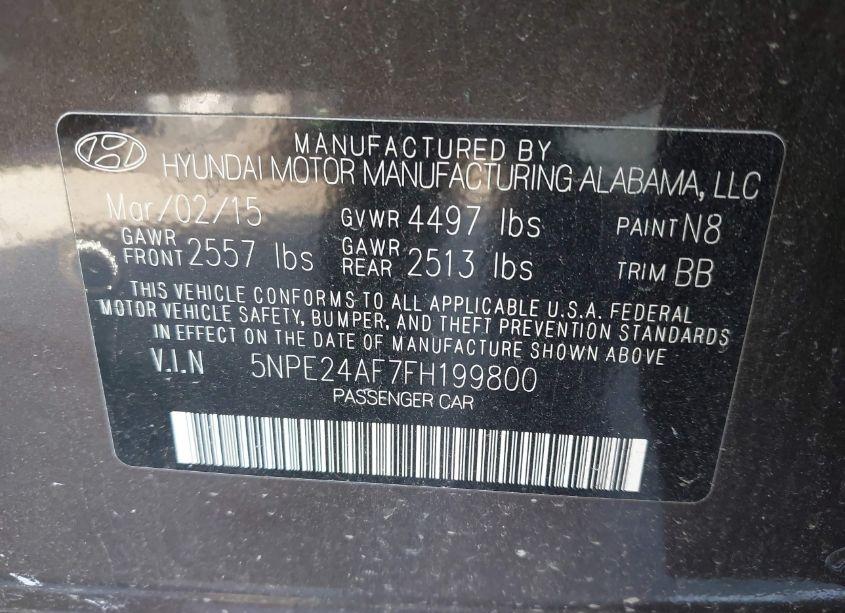 MANUFACTURED BY
HYUNDAI MOTOR MANUFACTURING ALABAMA, LLC
Mar/02/15 GVWR 4497 lbs PAINT N8
GAWR FRONT 2557 lbs GAWR REAR 2513 lbs TRIM BB
THIS VEHICLE CONFORMS TO ALL APPLICABLE U.S.A. FEDERAL
MOTOR VEHICLE SAFETY, BUMPER, AND THEFT PREVENTION STANDARDS
IN EFFECT ON THE DATE OF MANUFACTURE SHOWN ABOVE
V.I.N 5NPE24AF7FH199800
PASSENGER CAR